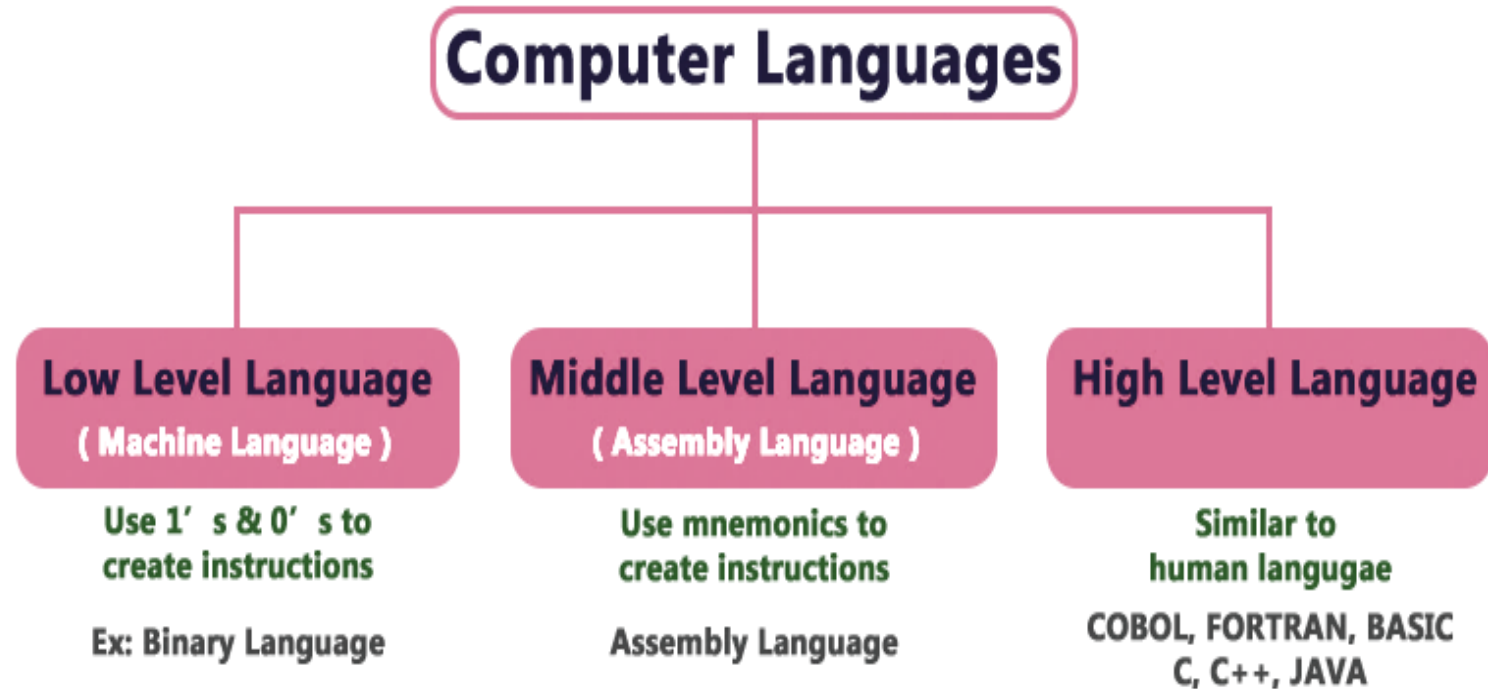 Computer Languages
Low Level Language
( Machine Language )
Use 1′ s & 0′ s to
create instructions
Ex: Binary Language
Middle Level Language
( Assembly Language )
Use mnemonics to
create instructions
Assembly Language
High Level Language
Similar to
human langugae
COBOL, FORTRAN, BASIC
C, C++, JAVA